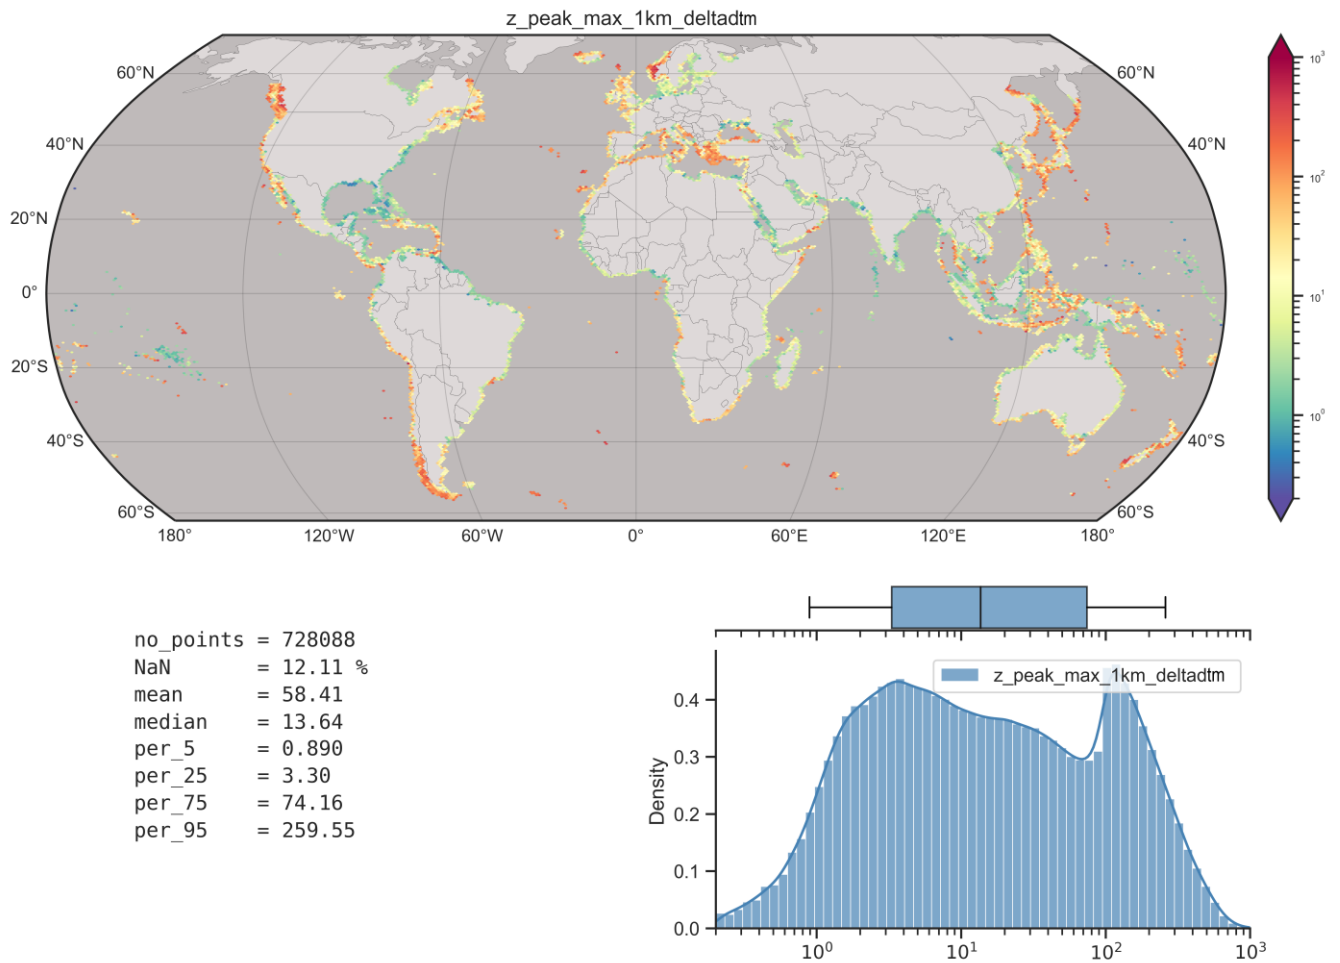 z_peak_max_1km_deltadtm
60°N
60°N
10³
40°N
40°N
10²
20°N
20°N
0°
0°
10¹
20°S
20°S
10⁰
40°S
40°S
60°S
60°S
180°
120°W
60°W
0°
60°E
120°E
180°
no_points = 728088
NaN = 12.11 %
mean = 58.41
median = 13.64
per_5 = 0.890
per_25 = 3.30
per_75 = 74.16
per_95 = 259.55
z_peak_max_1km_deltadtm
Density
0.4
0.3
0.2
0.1
0.0
10⁰
10¹
10²
10³